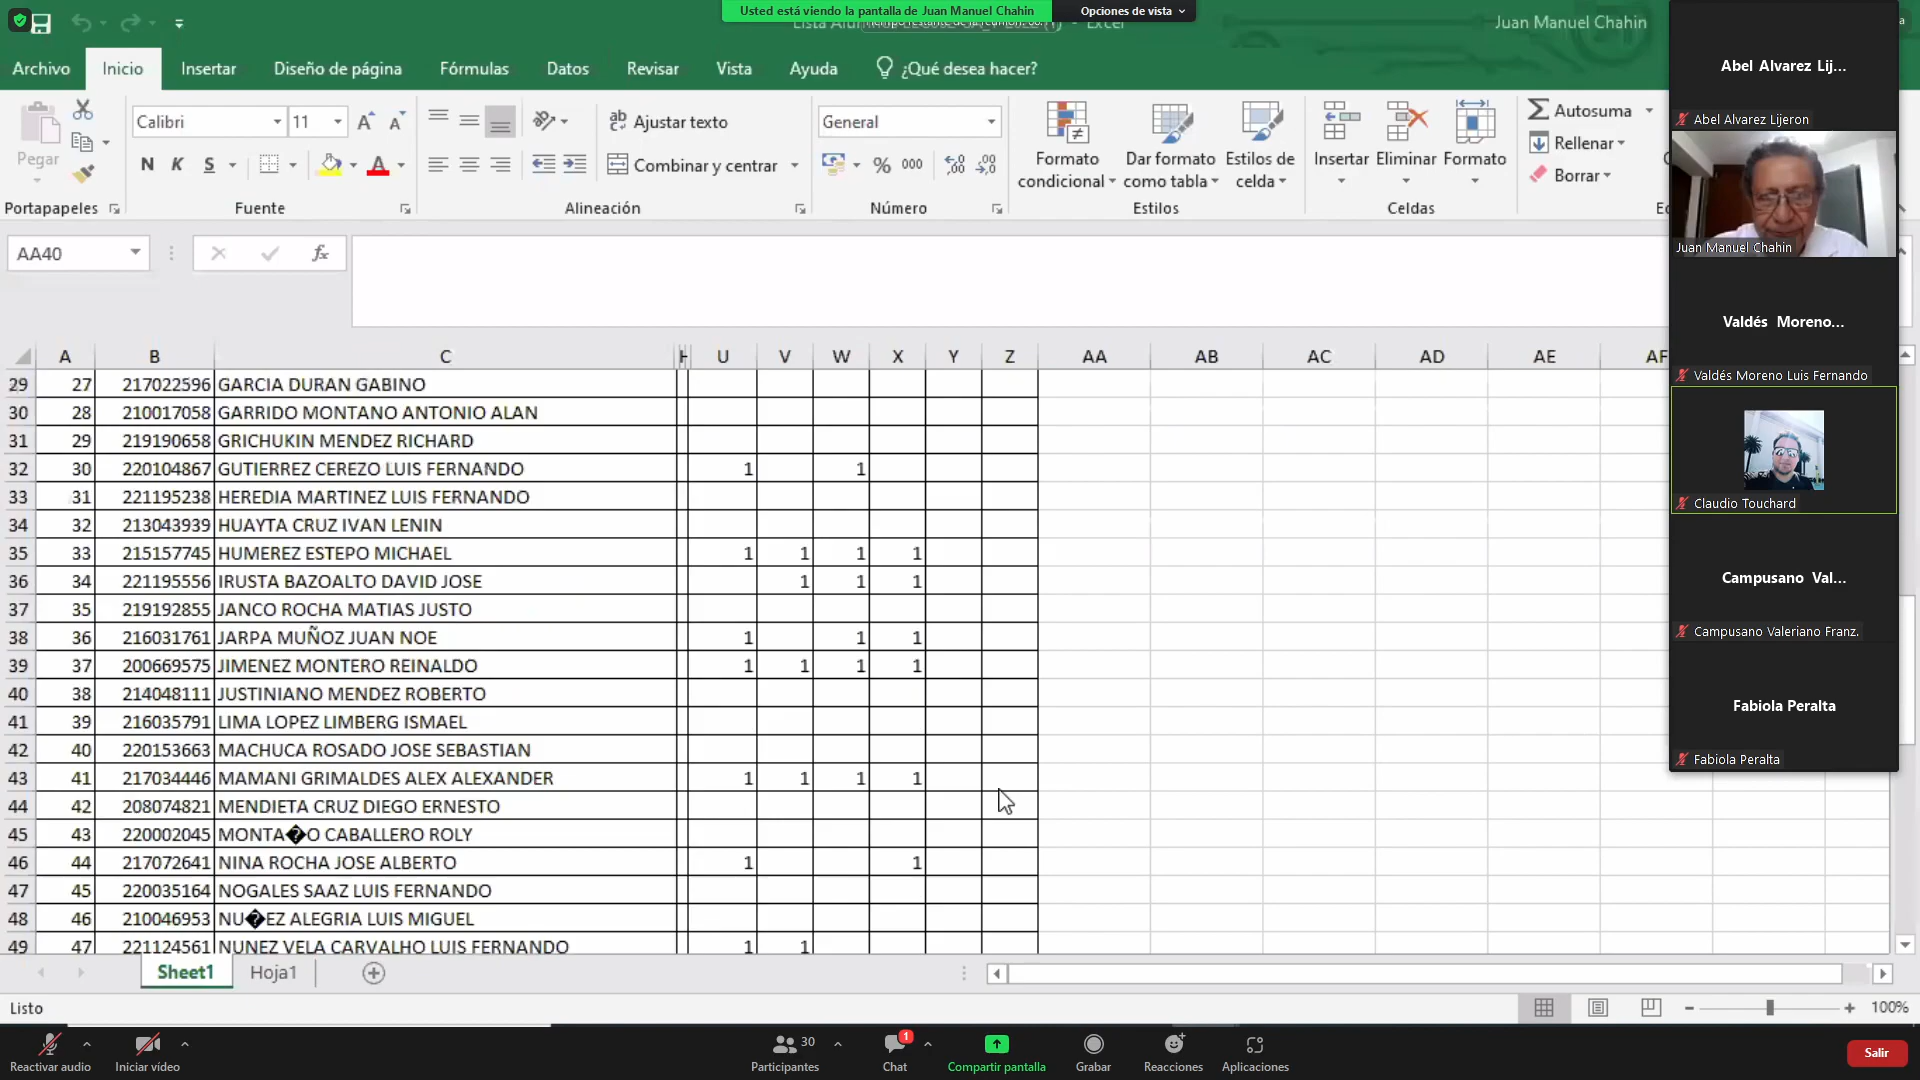 Usted está viendo la pantalla de Juan Manuel Chahin
Opciones de vista
Excel
Juan Manuel Chahin
Archivo Inicio Insertar Diseño de página Fórmulas Datos Revisar Vista Ayuda ¿Qué desea hacer?
Pegar
Calibri 11
N K S
Ajustar texto
Combinar y centrar
General
% 000
Formato condicional
Dar formato como tabla
Estilos de celda
Insertar Eliminar Formato
Autosuma
Rellenar
Borrar
Portapapeles Fuente Alineación Número Estilos Celdas
AA40 fx
A B C H U V W X Y Z AA AB AC AD AE AF
29 27 217022596 GARCIA DURAN GABINO
30 28 210017058 GARRIDO MONTANO ANTONIO ALAN
31 29 219190658 GRICHUKIN MENDEZ RICHARD
32 30 220104867 GUTIERREZ CEREZO LUIS FERNANDO 1 1
33 31 221195238 HEREDIA MARTINEZ LUIS FERNANDO
34 32 213043939 HUAYTA CRUZ IVAN LENIN
35 33 215157745 HUMEREZ ESTEPO MICHAEL 1 1 1 1
36 34 221195556 IRUSTA BAZOALTO DAVID JOSE 1 1 1
37 35 219192855 JANCO ROCHA MATIAS JUSTO
38 36 216031761 JARPA MUÑOZ JUAN NOE 1 1 1
39 37 200669575 JIMENEZ MONTERO REINALDO 1 1 1 1
40 38 214048111 JUSTINIANO MENDEZ ROBERTO
41 39 216035791 LIMA LOPEZ LIMBERG ISMAEL
42 40 220153663 MACHUCA ROSADO JOSE SEBASTIAN
43 41 217034446 MAMANI GRIMALDES ALEX ALEXANDER 1 1 1 1
44 42 208074821 MENDIETA CRUZ DIEGO ERNESTO
45 43 220002045 MONTA�O CABALLERO ROLY
46 44 217072641 NINA ROCHA JOSE ALBERTO 1 1
47 45 220035164 NOGALES SAAZ LUIS FERNANDO
48 46 210046953 NU�EZ ALEGRIA LUIS MIGUEL
49 47 221124561 NUNEZ VELA CARVALHO LUIS FERNANDO 1 1
Sheet1 Hoja1
Listo
100%
Abel Alvarez Lij...
Abel Alvarez Lijeron
Juan Manuel Chahin
Valdés Moreno...
Valdés Moreno Luis Fernando
Claudio Touchard
Campusano Val...
Campusano Valeriano Franz.
Fabiola Peralta
Fabiola Peralta
Reactivar audio
Iniciar vídeo
30
Participantes
1
Chat
Compartir pantalla
Grabar
Reacciones
Aplicaciones
Salir